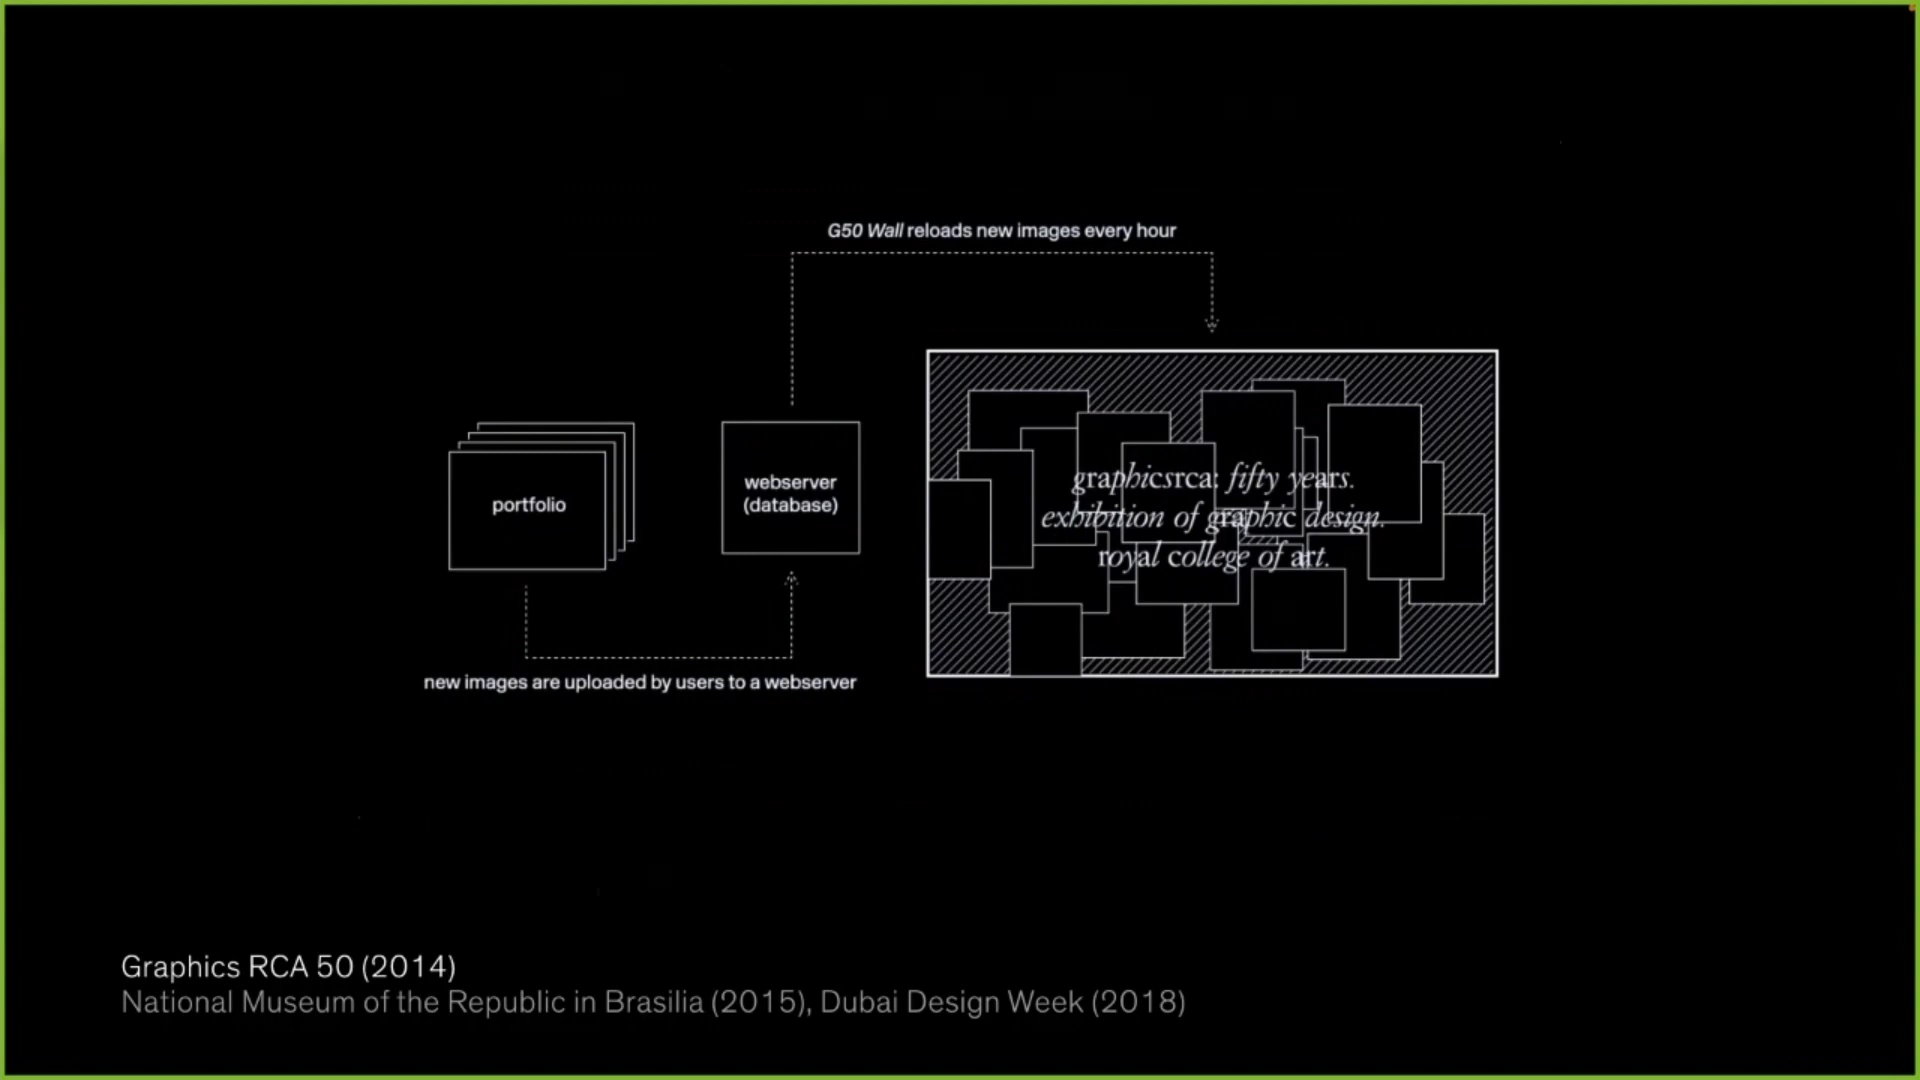 G50 Wall reloads new images every hour
portfolio
webserver
(database)
graphicsrca: fifty years.
exhibition of graphic design.
royal college of art.
new images are uploaded by users to a webserver
Graphics RCA 50 (2014)
National Museum of the Republic in Brasilia (2015), Dubai Design Week (2018)